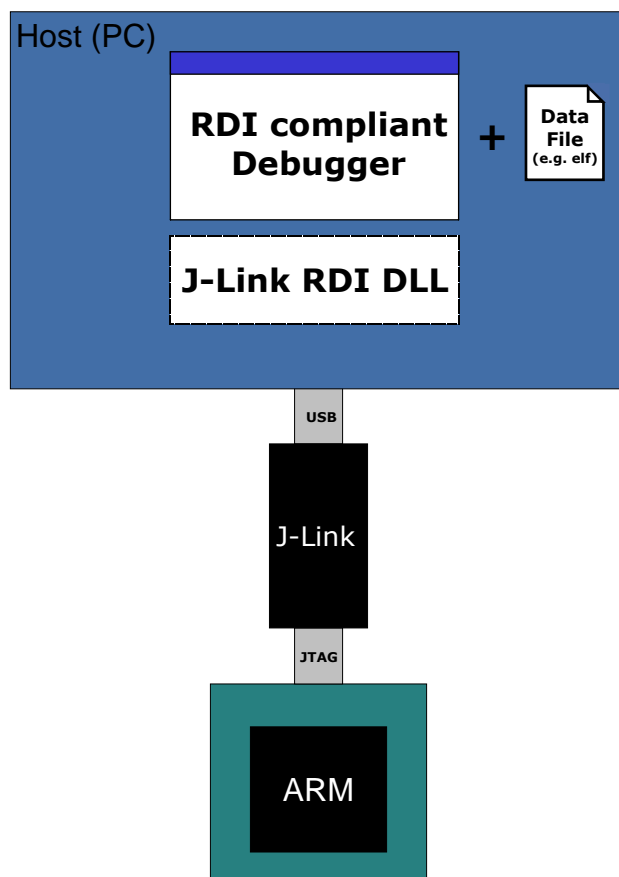 Host (PC)
RDI compliant
Debugger
+
Data
File
(e.g. elf)
J-Link RDI DLL
USB
J-Link
JTAG
ARM